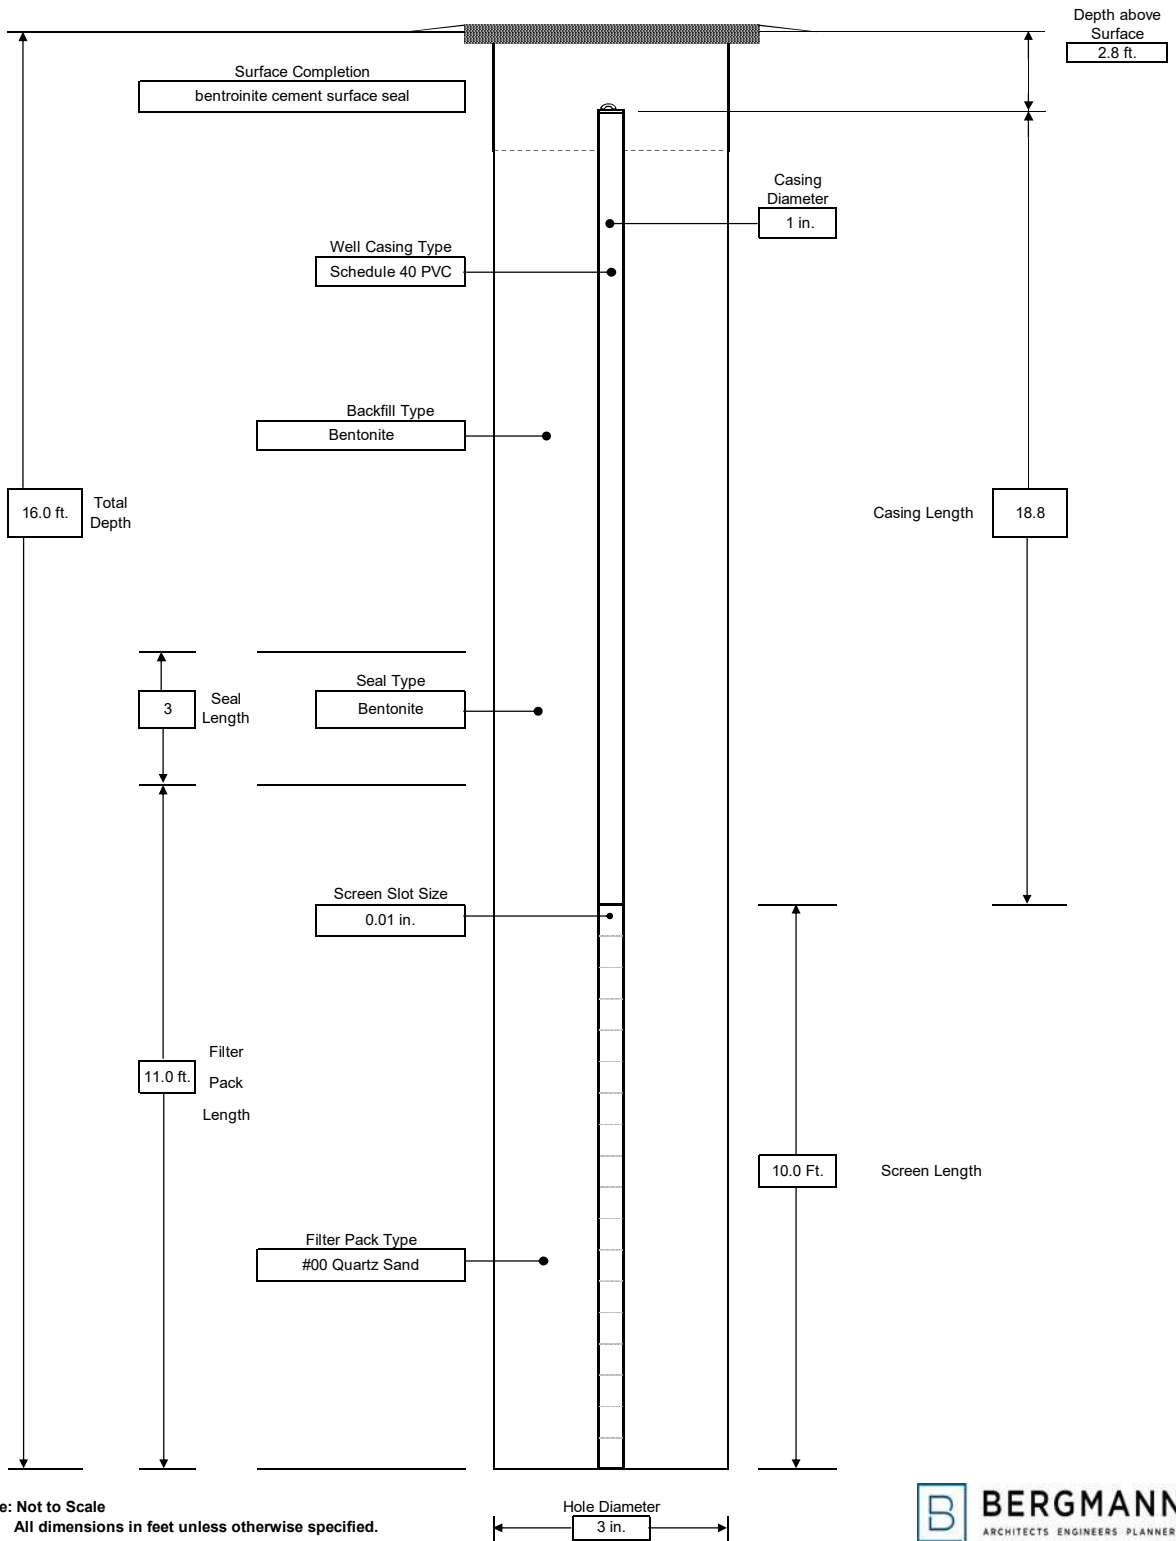 Depth above
Surface
2.8 ft.
Surface Completion
bentroinite cement surface seal
Casing
Diameter
1 in.
Well Casing Type
Schedule 40 PVC
Backfill Type
Bentonite
16.0 ft.
Total
Depth
Casing Length
18.8
Seal Type
Bentonite
3
Seal
Length
Screen Slot Size
0.01 in.
11.0 ft.
Filter
Pack
Length
10.0 Ft.
Screen Length
Filter Pack Type
#00 Quartz Sand
e: Not to Scale
All dimensions in feet unless otherwise specified.
Hole Diameter
3 in.
B
BERGMANN
ARCHITECTS ENGINEERS PLANNER